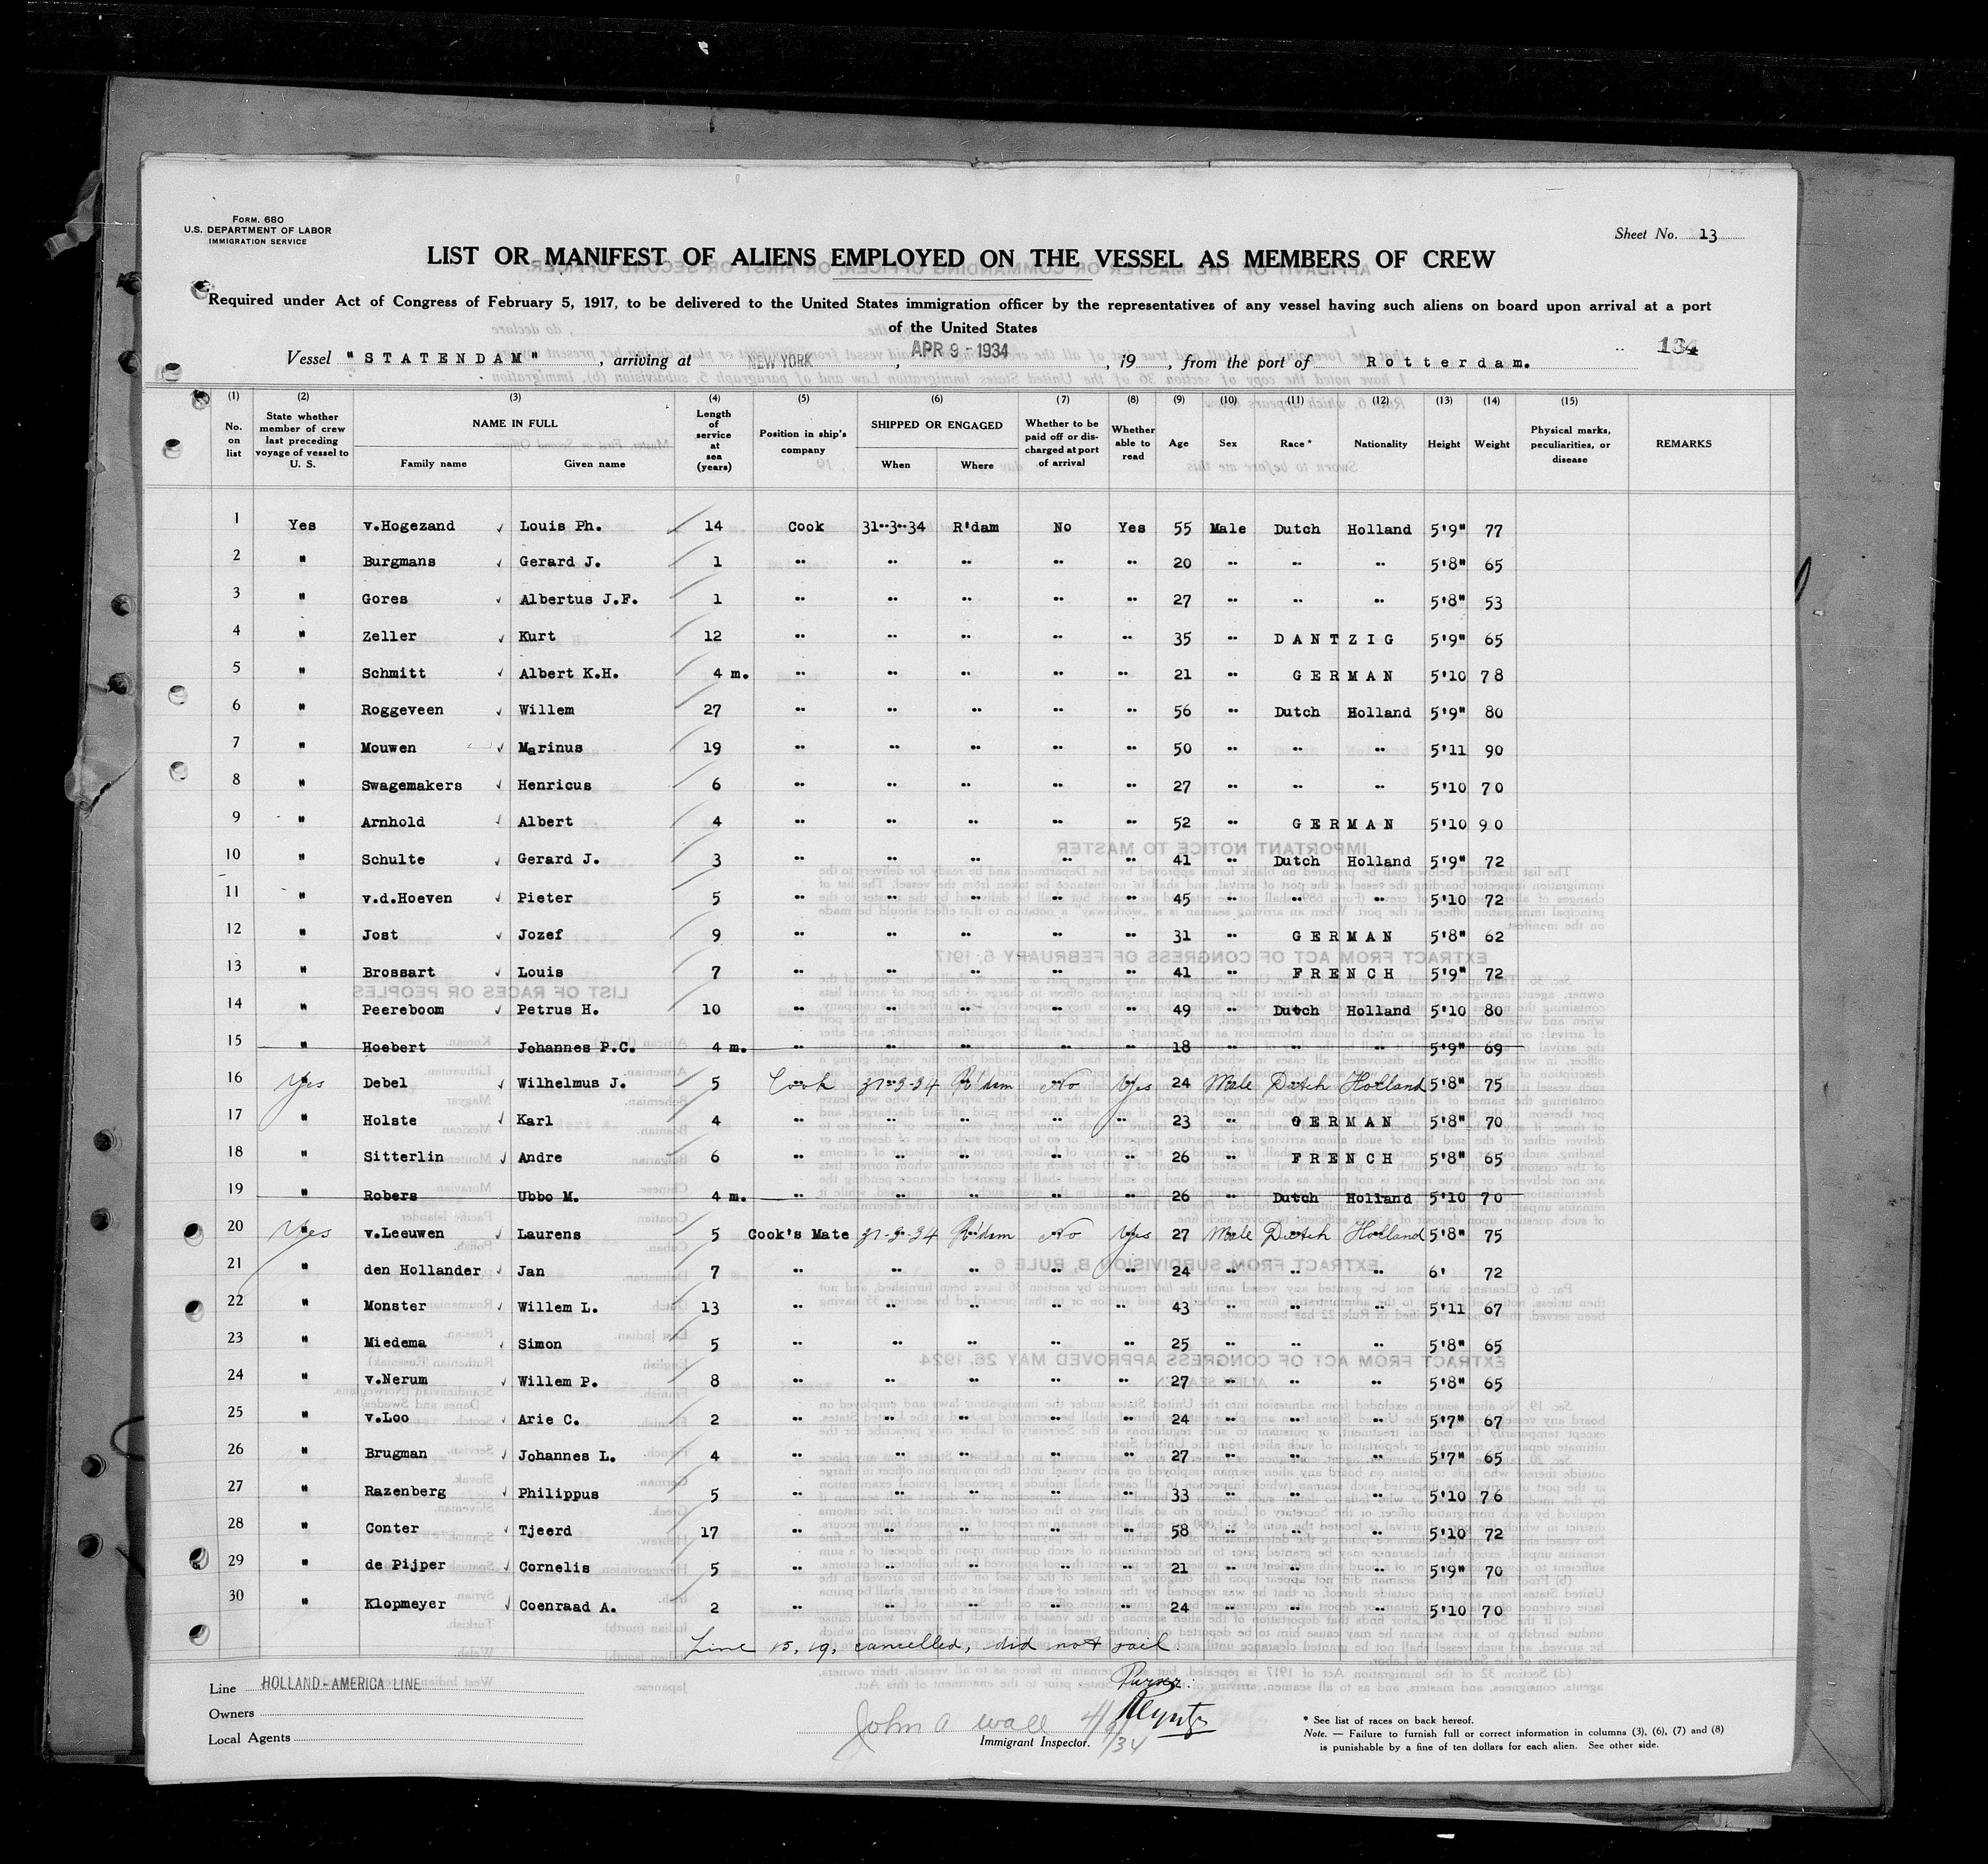 FORM. 680
U.S. DEPARTMENT OF LABOR
IMMIGRATION SERVICE
Sheet No. 13
LIST OR MANIFEST OF ALIENS EMPLOYED ON THE VESSEL AS MEMBERS OF CREW
Required under Act of Congress of February 5, 1917, to be delivered to the United States immigration officer by the representatives of any vessel having such aliens on board upon arrival at a port
of the United States
Vessel "STATENDAM", arriving at NEW YORK, APR 9 - 1934, 19 , from the port of Rotterdam. 134
(1) (2) (3) (4) (5) (6) (7) (8) (9) (10) (11) (12) (13) (14) (15)
No. on list State whether member of crew last preceding voyage of vessel to U. S. NAME IN FULL Family name Given name Length of service at sea (years) Position in ship's company SHIPPED OR ENGAGED When Where Whether to be paid off or discharged at port of arrival Whether able to read Age Sex Race * Nationality Height Weight Physical marks, peculiarities, or disease REMARKS
1 Yes v.Hogezand ✓ Louis Ph. 14 Cook 31-3-34 R'dam No Yes 55 Male Dutch Holland 5'9" 77
2 " Burgmans ✓ Gerard J. 1 " " " " " 20 " " " 5'8" 65
3 " Gores ✓ Albertus J.F. 1 " " " " " 27 " " " 5'8" 53
4 " Zeller ✓ Kurt 12 " " " " " 35 " DANTZIG 5'9" 65
5 " Schmitt ✓ Albert K.H. 4 m. " " " " " 21 " GERMAN 5'10 78
6 " Roggeveen ✓ Willem 27 " " " " " 56 " Dutch Holland 5'9" 80
7 " Mouwen ✓ Marinus 19 " " " " " 50 " " " 5'11 90
8 " Swagemakers ✓ Henricus 6 " " " " " 27 " " " 5'10 70
9 " Arnhold ✓ Albert 4 " " " " " 52 " GERMAN 5'10 90
10 " Schulte ✓ Gerard J. 3 " " " " " 41 " Dutch Holland 5'9" 72
11 " v.d.Hoeven ✓ Pieter 5 " " " " " 45 " " " 5'10 72
12 " Jost ✓ Jozef 9 " " " " " 31 " GERMAN 5'8" 62
13 " Brossart ✓ Louis 7 " " " " " 41 " FRENCH 5'9" 72
14 " Peereboom ✓ Petrus H. 10 " " " " " 49 " Dutch Holland 5'10 80
15 " Hoebert Johannes P.C. 4 m. " " " " " 18 " " " 5'9" 69
16 Yes Debel ✓ Wilhelmus J. 5 Cook 31-3-34 R'dam No Yes 24 Male Dutch Holland 5'8" 75
17 " Holste ✓ Karl 4 " " " " " 23 " GERMAN 5'8" 70
18 " Sitterlin ✓ Andre 6 " " " " " 26 " FRENCH 5'8" 65
19 " Robers Ubbo M. 4 m. " " " " " 26 " Dutch Holland 5'10 70
20 Yes v.Leeuwen ✓ Laurens 5 Cook's Mate 31-3-34 R'dam No Yes 27 Male Dutch Holland 5'8" 75
21 " den Hollander ✓ Jan 7 " " " " " 24 " " " 6' 72
22 " Monster ✓ Willem L. 13 " " " " " 43 " " " 5'11 67
23 " Miedema ✓ Simon 5 " " " " " 25 " " " 5'8" 65
24 " v.Nerum ✓ Willem P. 8 " " " " " 27 " " " 5'8" 65
25 " v.Loo ✓ Arie C. 2 " " " " " 24 " " " 5'7" 67
26 " Brugman ✓ Johannes L. 4 " " " " " 27 " " " 5'7" 65
27 " Razenberg ✓ Philippus 5 " " " " " 33 " " " 5'10 76
28 " Conter ✓ Tjeerd 17 " " " " " 58 " " " 5'10 72
29 " de Pijper ✓ Cornelis 5 " " " " " 21 " " " 5'9" 70
30 " Klopmeyer ✓ Coenraad A. 2 " " " " " 24 " " " 5'10 70
Line 15, 19, cancelled, did not sail.
Purser:
Line HOLLAND-AMERICA LINE
Owners
Local Agents
John A Wall 4/9/34
Immigrant Inspector.
* See list of races on back hereof.
Note. — Failure to furnish full or correct information in columns (3), (6), (7) and (8)
is punishable by a fine of ten dollars for each alien. See other side.